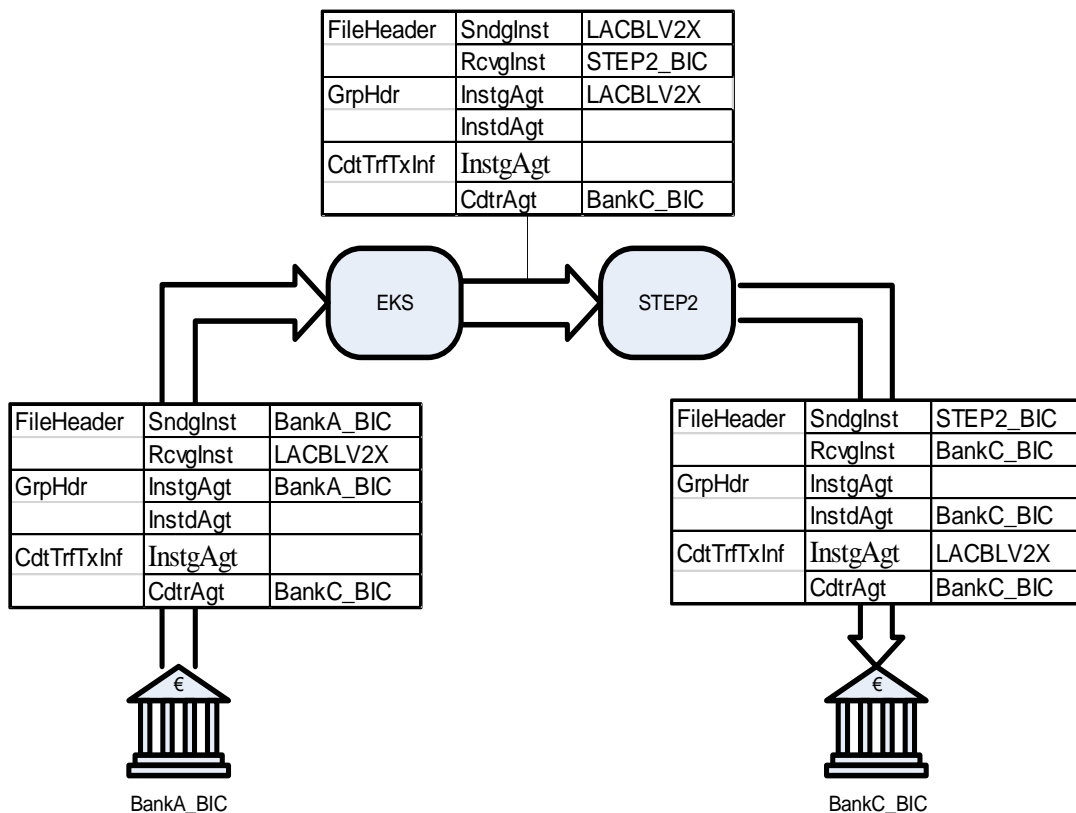 FileHeader SndgInst LACBLV2X
RcvgInst STEP2_BIC
GrpHdr InstgAgt LACBLV2X
InstdAgt
CdtTrfTxInf InstgAgt
CdtrAgt BankC_BIC
EKS
STEP2
FileHeader SndgInst BankA_BIC
RcvgInst LACBLV2X
GrpHdr InstgAgt BankA_BIC
InstdAgt
CdtTrfTxInf InstgAgt
CdtrAgt BankC_BIC
FileHeader SndgInst STEP2_BIC
RcvgInst BankC_BIC
GrpHdr InstgAgt
InstdAgt BankC_BIC
CdtTrfTxInf InstgAgt LACBLV2X
CdtrAgt BankC_BIC
€
BankA_BIC
€
BankC_BIC